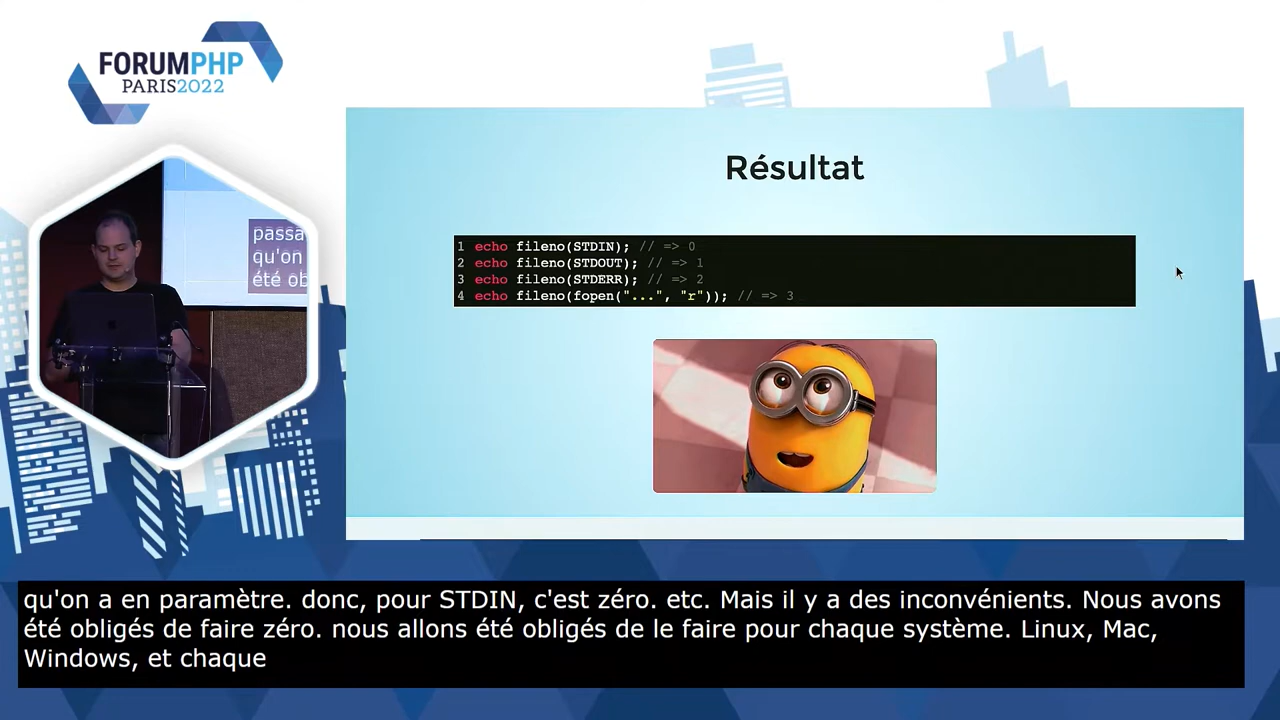 FORUMPHP
PARIS2022
passa
qu'on
été ob
Résultat
1 echo fileno(STDIN); // => 0
2 echo fileno(STDOUT); // => 1
3 echo fileno(STDERR); // => 2
4 echo fileno(fopen("...", "r")); // => 3
qu'on a en paramètre. donc, pour STDIN, c'est zéro. etc. Mais il y a des inconvénients. Nous avons
été obligés de faire zéro. nous allons été obligés de le faire pour chaque système. Linux, Mac,
Windows, et chaque